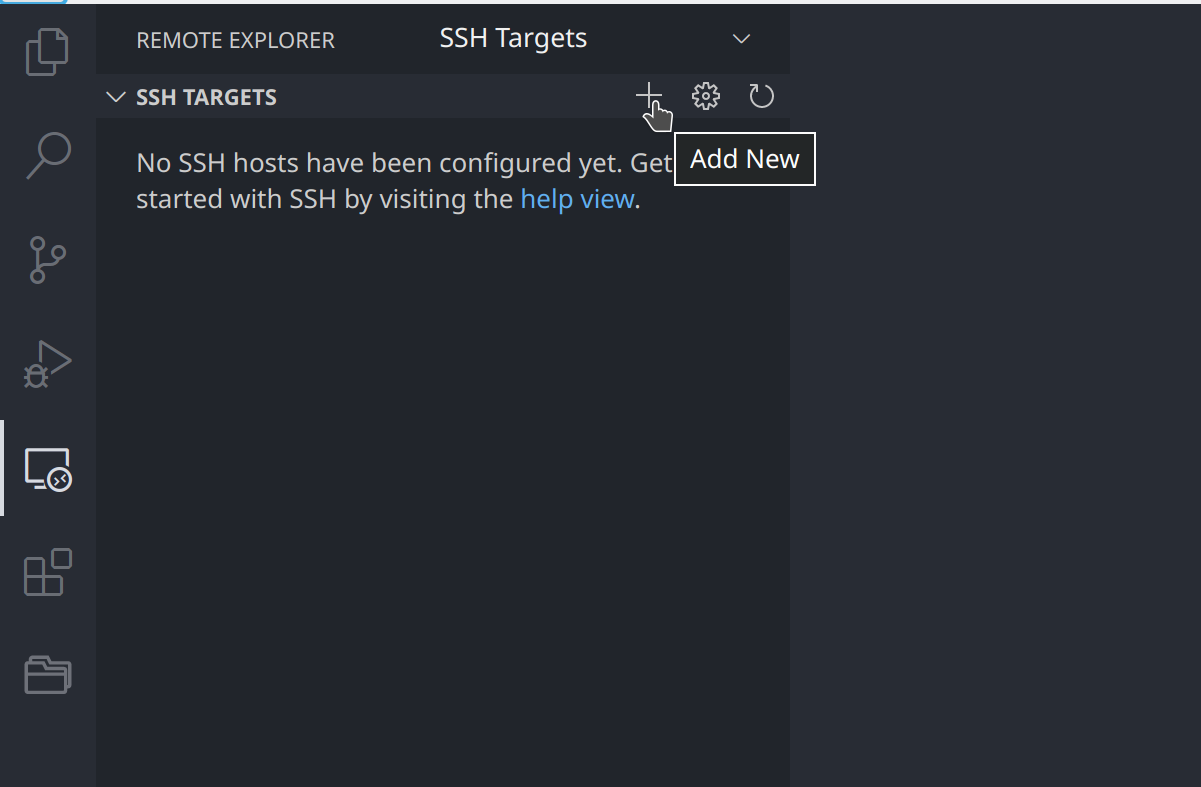 REMOTE EXPLORER
SSH Targets
SSH TARGETS
No SSH hosts have been configured yet. Get
started with SSH by visiting the help view.
Add New